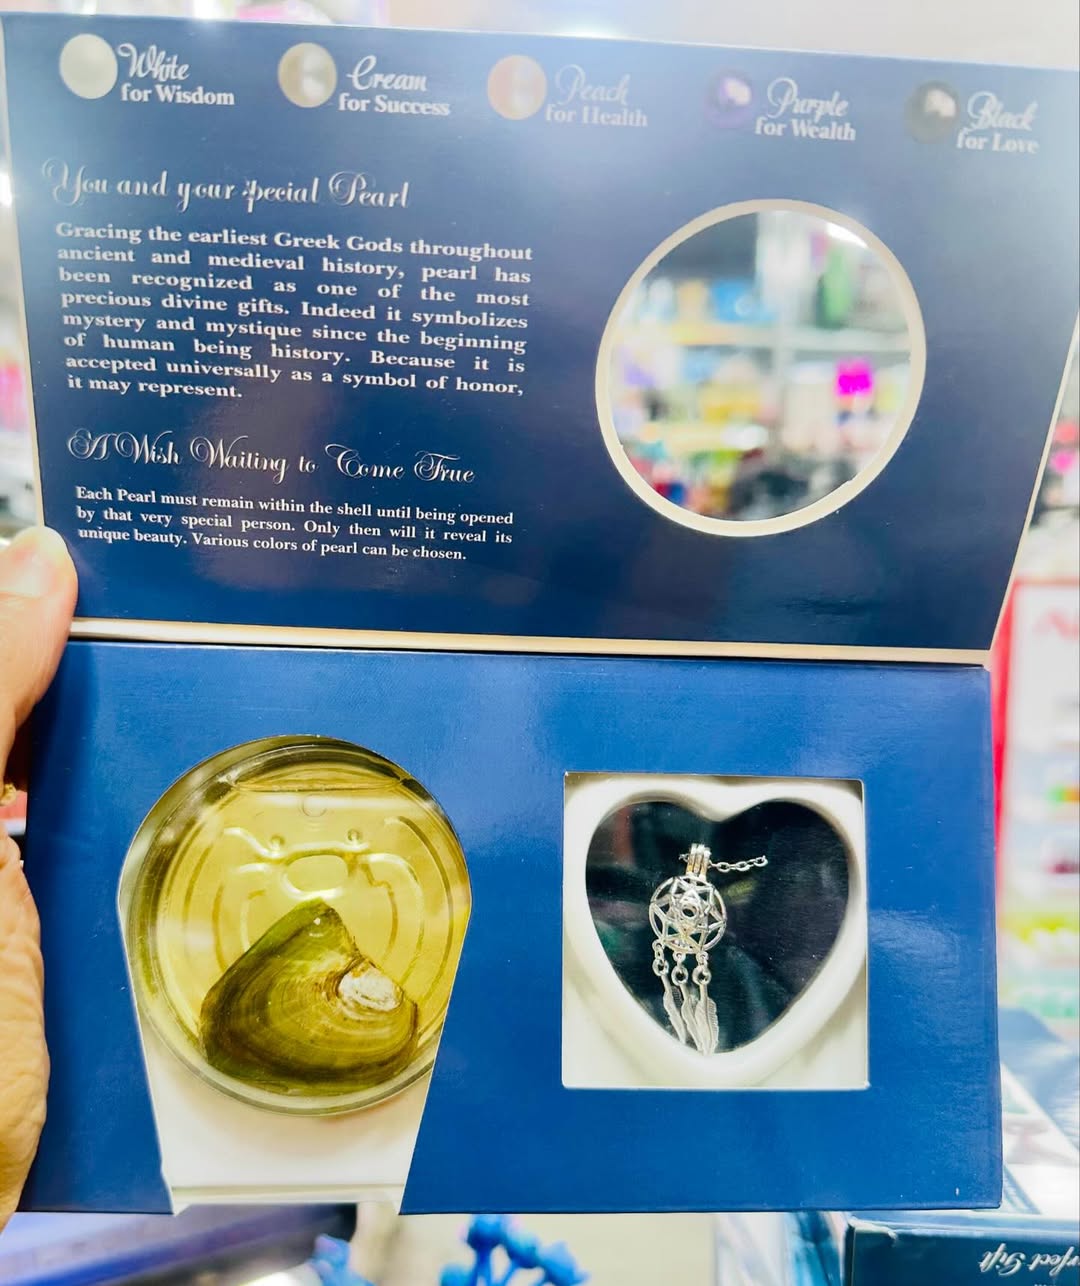 White
for Wisdom
Cream
for Success
Peach
for Health
Purple
for Wealth
Black
for Love
You and your special Pearl
Gracing the earliest Greek Gods throughout
ancient and medieval history, pearl has
been recognized as one of the most
precious divine gifts. Indeed it symbolizes
mystery and mystique since the beginning
of human being history. Because it is
accepted universally as a symbol of honor,
it may represent.
A Wish Waiting to Come True
Each Pearl must remain within the shell until being opened
by that very special person. Only then will it reveal its
unique beauty. Various colors of pearl can be chosen.
Gift